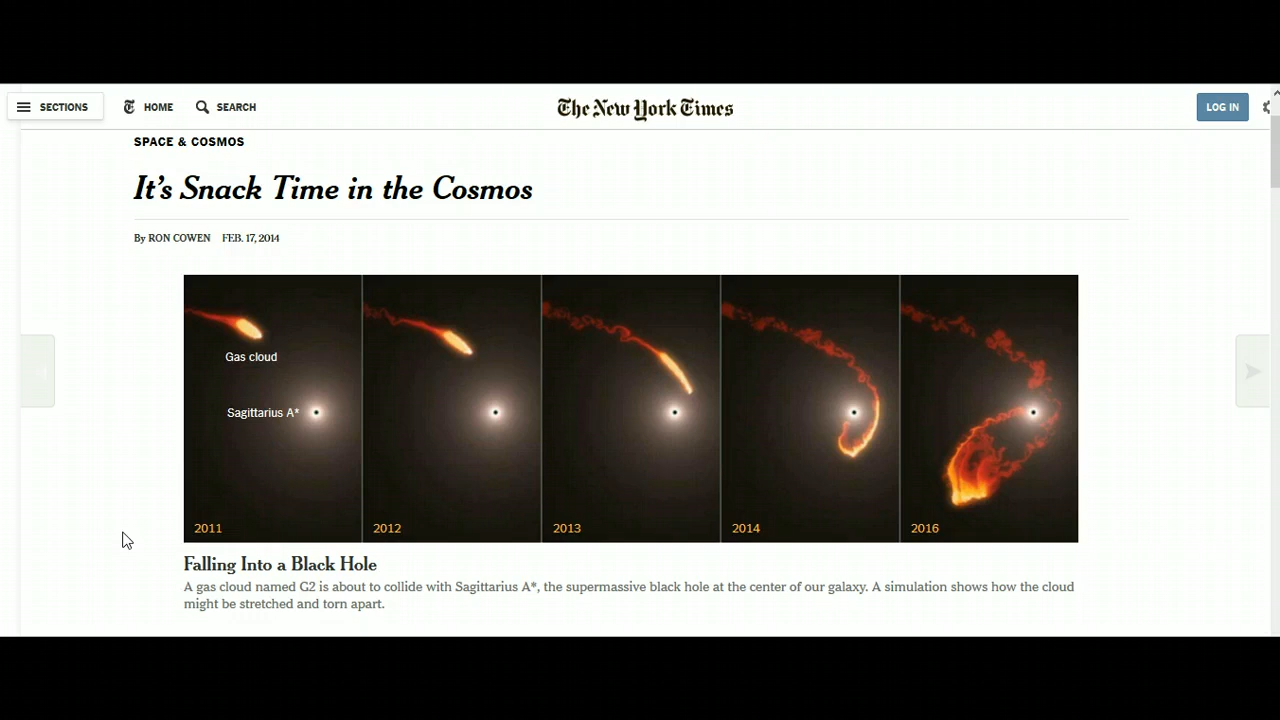 SECTIONS HOME SEARCH The New York Times LOG IN
SPACE & COSMOS
It's Snack Time in the Cosmos
By RON COWEN FEB. 17, 2014
Gas cloud
Sagittarius A*
2011 2012 2013 2014 2016
Falling Into a Black Hole
A gas cloud named G2 is about to collide with Sagittarius A*, the supermassive black hole at the center of our galaxy. A simulation shows how the cloud
might be stretched and torn apart.